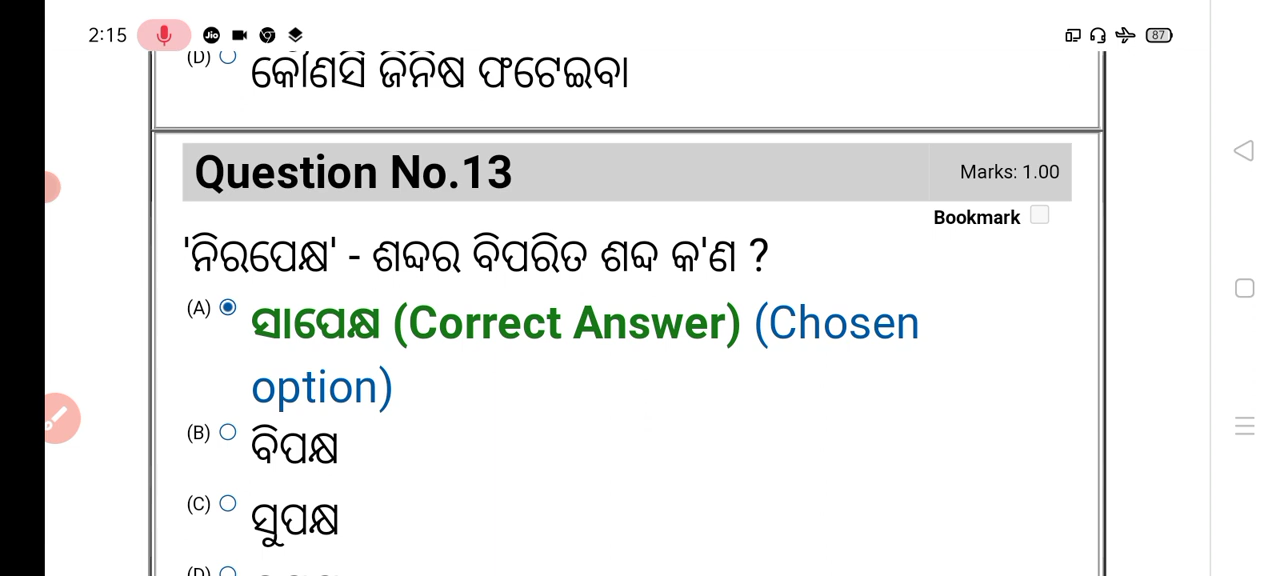 2:15
87
(D) କୌଣସି ଜିନିଷ ଫଟେଇବା
Question No.13 Marks: 1.00
Bookmark
'ନିରପେକ୍ଷ' - ଶବ୍ଦର ବିପରିତ ଶବ୍ଦ କ'ଣ ?
(A) ସାପେକ୍ଷ (Correct Answer) (Chosen
option)
(B) ବିପକ୍ଷ
(C) ସୁପକ୍ଷ
(D)